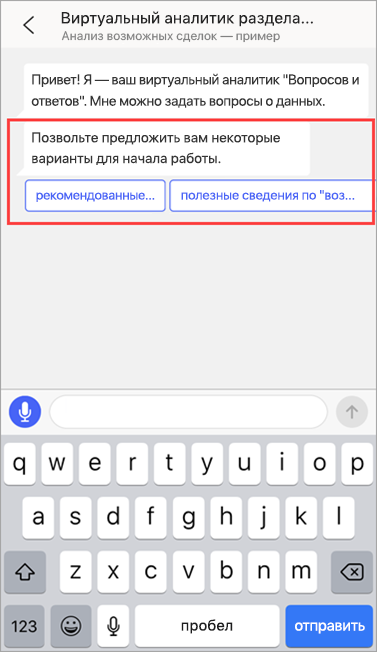 Виртуальный аналитик раздела...
Анализ возможных сделок — пример
Привет! Я — ваш виртуальный аналитик "Вопросов и
ответов". Мне можно задать вопросы о данных.
Позвольте предложить вам некоторые
варианты для начала работы.
рекомендованные... полезные сведения по "воз...
q w e r t y u i o p
a s d f g h j k l
z x c v b n m
123 пробел отправить